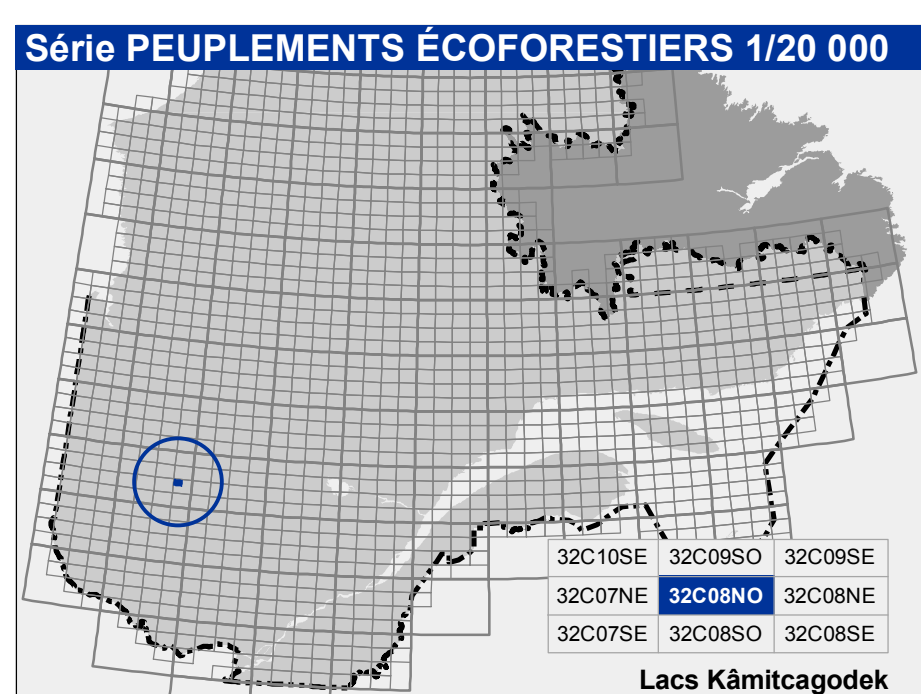 Série PEUPLEMENTS ÉCOFORESTIERS 1/20 000
32C10SE 32C09SO 32C09SE
32C07NE 32C08NO 32C08NE
32C07SE 32C08SO 32C08SE
Lacs Kâmitcagodek